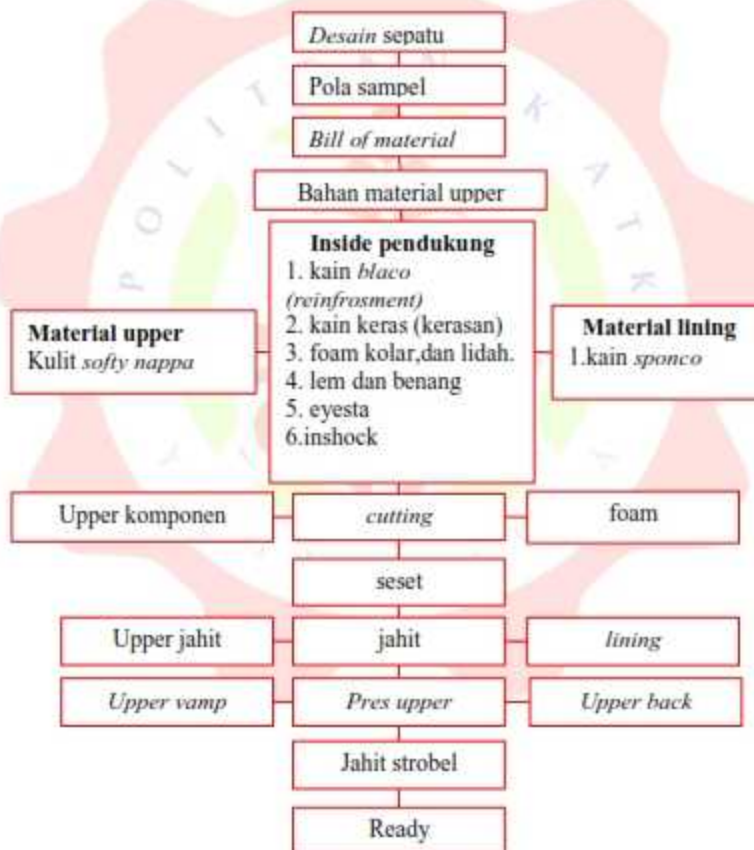 Desain sepatu
Pola sampel
Bill of material
Bahan material upper
Inside pendukung
1. kain blaco
(reinfrosment)
2. kain keras (kerasan)
3. foam kolar,dan lidah.
4. lem dan benang
5. eyesta
6.inshock
Material upper
Kulit softy nappa
Material lining
1.kain sponco
Upper komponen
cutting
foam
seset
Upper jahit
jahit
lining
Upper vamp
Pres upper
Upper back
Jahit strobel
Ready